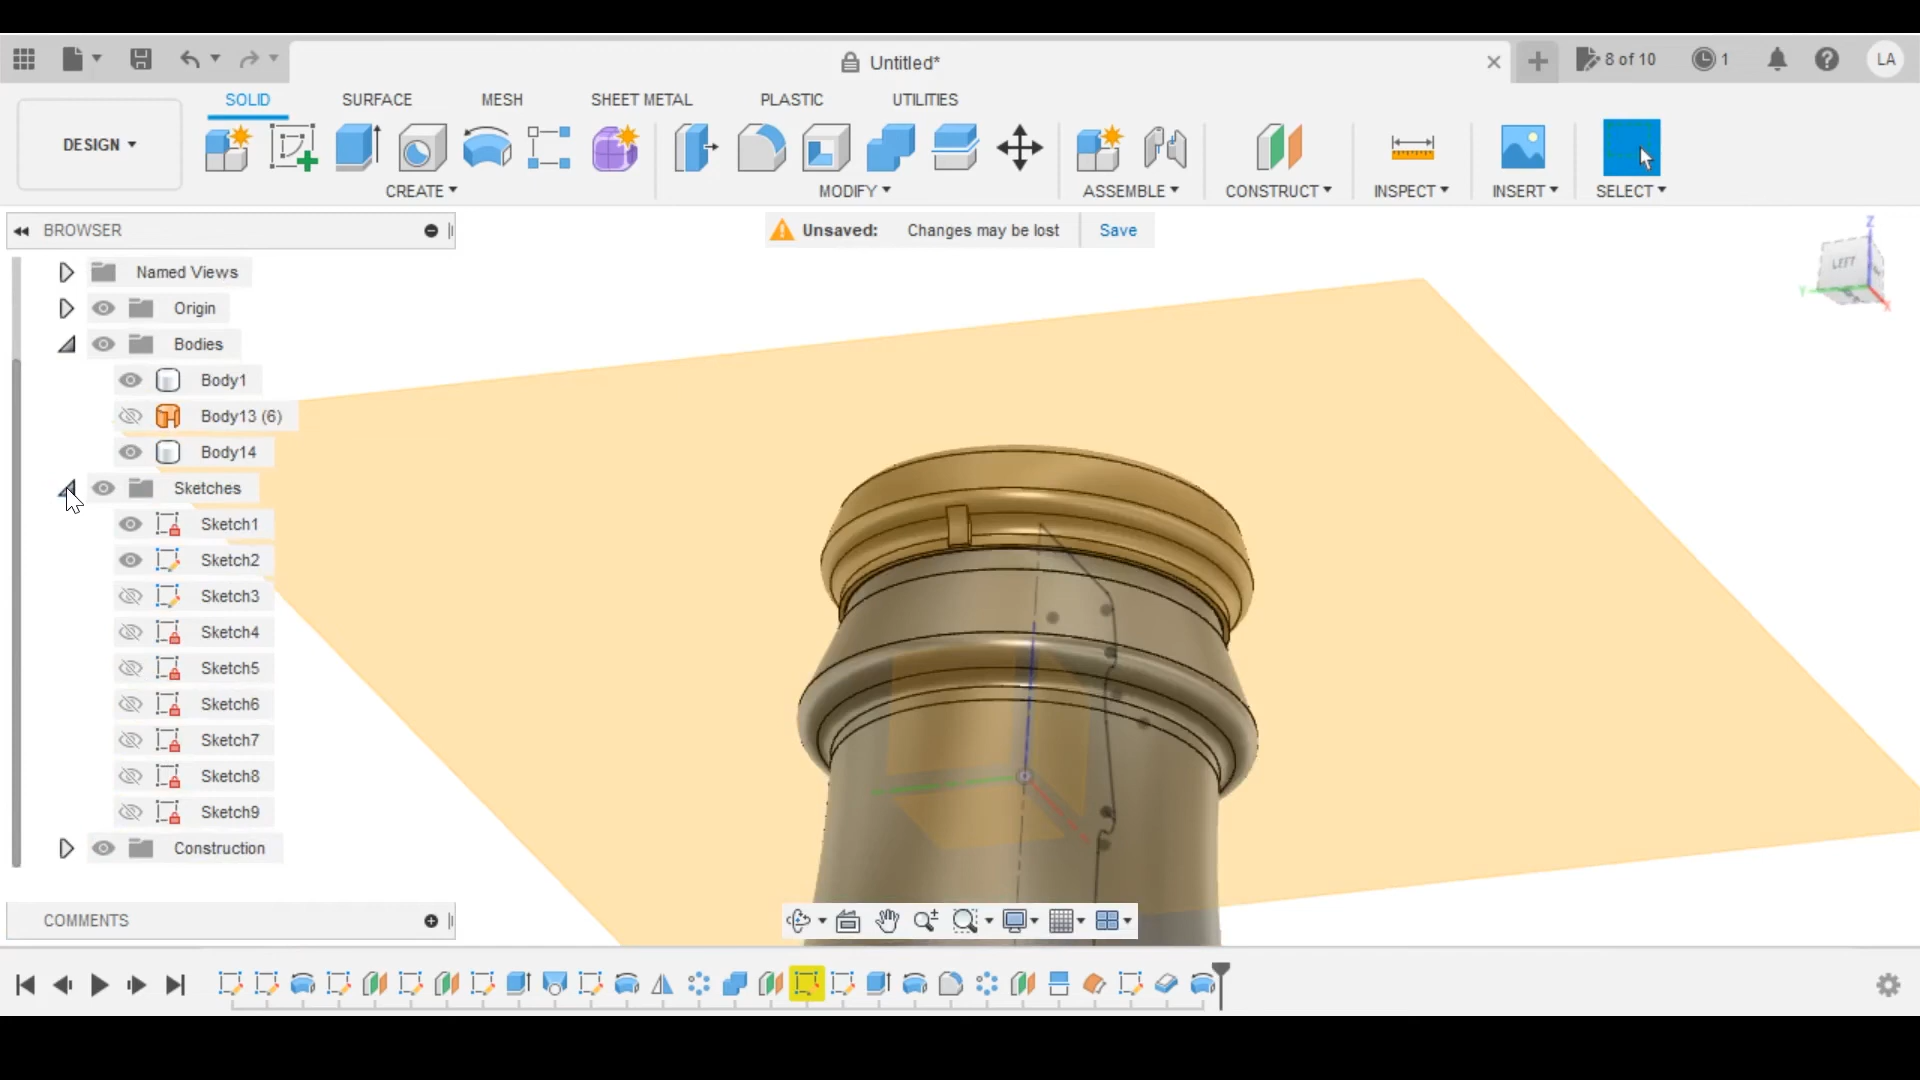 Untitled*
8 of 10
1
LA
DESIGN
SOLID SURFACE MESH SHEET METAL PLASTIC UTILITIES
CREATE MODIFY ASSEMBLE CONSTRUCT INSPECT INSERT SELECT
BROWSER
Unsaved: Changes may be lost Save
Named Views
Origin
Bodies
Body1
Body13 (6)
Body14
Sketches
Sketch1
Sketch2
Sketch3
Sketch4
Sketch5
Sketch6
Sketch7
Sketch8
Sketch9
Construction
Z
LEFT
Y
X
COMMENTS